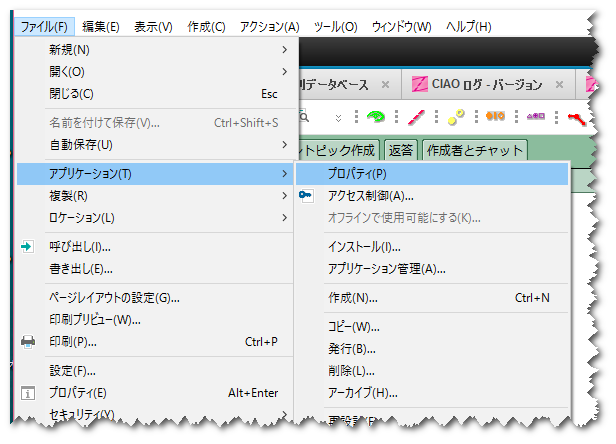 ファイル(F) 編集(E) 表示(V) 作成(C) アクション(A) ツール(O) ウィンドウ(W) ヘルプ(H)
新規(N)
開く(O)
閉じる(C) Esc
名前を付けて保存(V)... Ctrl+Shift+S
自動保存(U)
アプリケーション(T)
複製(R)
ロケーション(L)
呼び出し(I)...
書き出し(E)...
ページレイアウトの設定(G)...
印刷プレビュー(W)...
印刷(P)... Ctrl+P
設定(F)...
プロパティ(E) Alt+Enter
セキュリティ(Y)
データベース
CIAO ログ - バージョン
トピック作成 返答 作成者とチャット
プロパティ(P)
アクセス制御(A)...
オフラインで使用可能にする(K)...
インストール(I)...
アプリケーション管理(A)...
作成(N)... Ctrl+N
コピー(W)...
発行(B)...
削除(L)...
アーカイブ(H)...